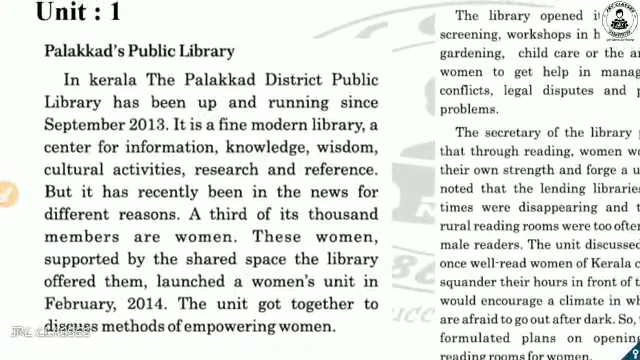 Unit : 1
Palakkad's Public Library
In kerala The Palakkad District Public
Library has been up and running since
September 2013. It is a fine modern library, a
center for information, knowledge, wisdom,
cultural activities, research and reference.
But it has recently been in the news for
different reasons. A third of its thousand
members are women. These women,
supported by the shared space the library
offered them, launched a women's unit in
February, 2014. The unit got together to
discuss methods of empowering women.
The library opened
screening, workshops in
gardening, child care or the
women to get help in
conflicts, legal disputes and
problems.
The secretary of the library
that through reading, women
their own strength and forge a
noted that the lending
times were disappearing and
rural reading rooms were too
male readers. The unit discussed
once well-read women of Kerala
squander their hours in front of
would encourage a climate in
are afraid to go out after dark. So,
formulated plans on
reading rooms for women.
JRC CLASSES